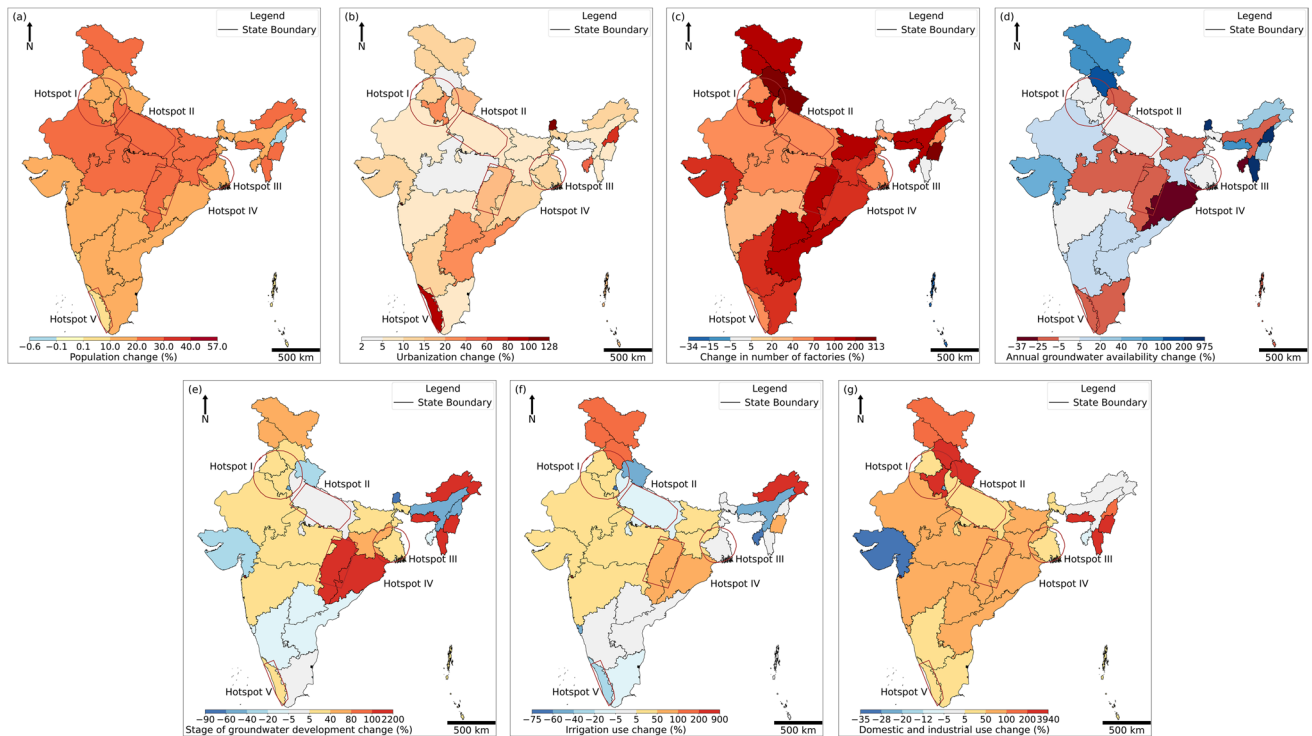 (a)
Legend
State Boundary
N
Hotspot I
Hotspot II
Hotspot III
Hotspot IV
Hotspot V
−0.6 −0.1 0.1 10.0 20.0 30.0 40.0 57.0
Population change (%)
500 km
(b)
Legend
State Boundary
N
Hotspot I
Hotspot II
Hotspot III
Hotspot IV
Hotspot V
2 5 10 15 20 40 60 80 100 128
Urbanization change (%)
500 km
(c)
Legend
State Boundary
N
Hotspot I
Hotspot II
Hotspot III
Hotspot IV
Hotspot V
−34 −15 −5 5 20 40 70 100 200 313
Change in number of factories (%)
500 km
(d)
Legend
State Boundary
N
Hotspot I
Hotspot II
Hotspot III
Hotspot IV
Hotspot V
−37 −25 −5 5 20 40 70 100 200 975
Annual groundwater availability change (%)
500 km
(e)
Legend
State Boundary
N
Hotspot I
Hotspot II
Hotspot III
Hotspot IV
Hotspot V
−90 −60 −40 −20 −5 5 40 80 100 2200
Stage of groundwater development change (%)
500 km
(f)
Legend
State Boundary
N
Hotspot I
Hotspot II
Hotspot III
Hotspot IV
Hotspot V
−75 −60 −40 −20 −5 5 50 100 200 900
Irrigation use change (%)
500 km
(g)
Legend
State Boundary
N
Hotspot I
Hotspot II
Hotspot III
Hotspot IV
Hotspot V
−35 −28 −20 −12 −5 5 50 100 200 3940
Domestic and industrial use change (%)
500 km